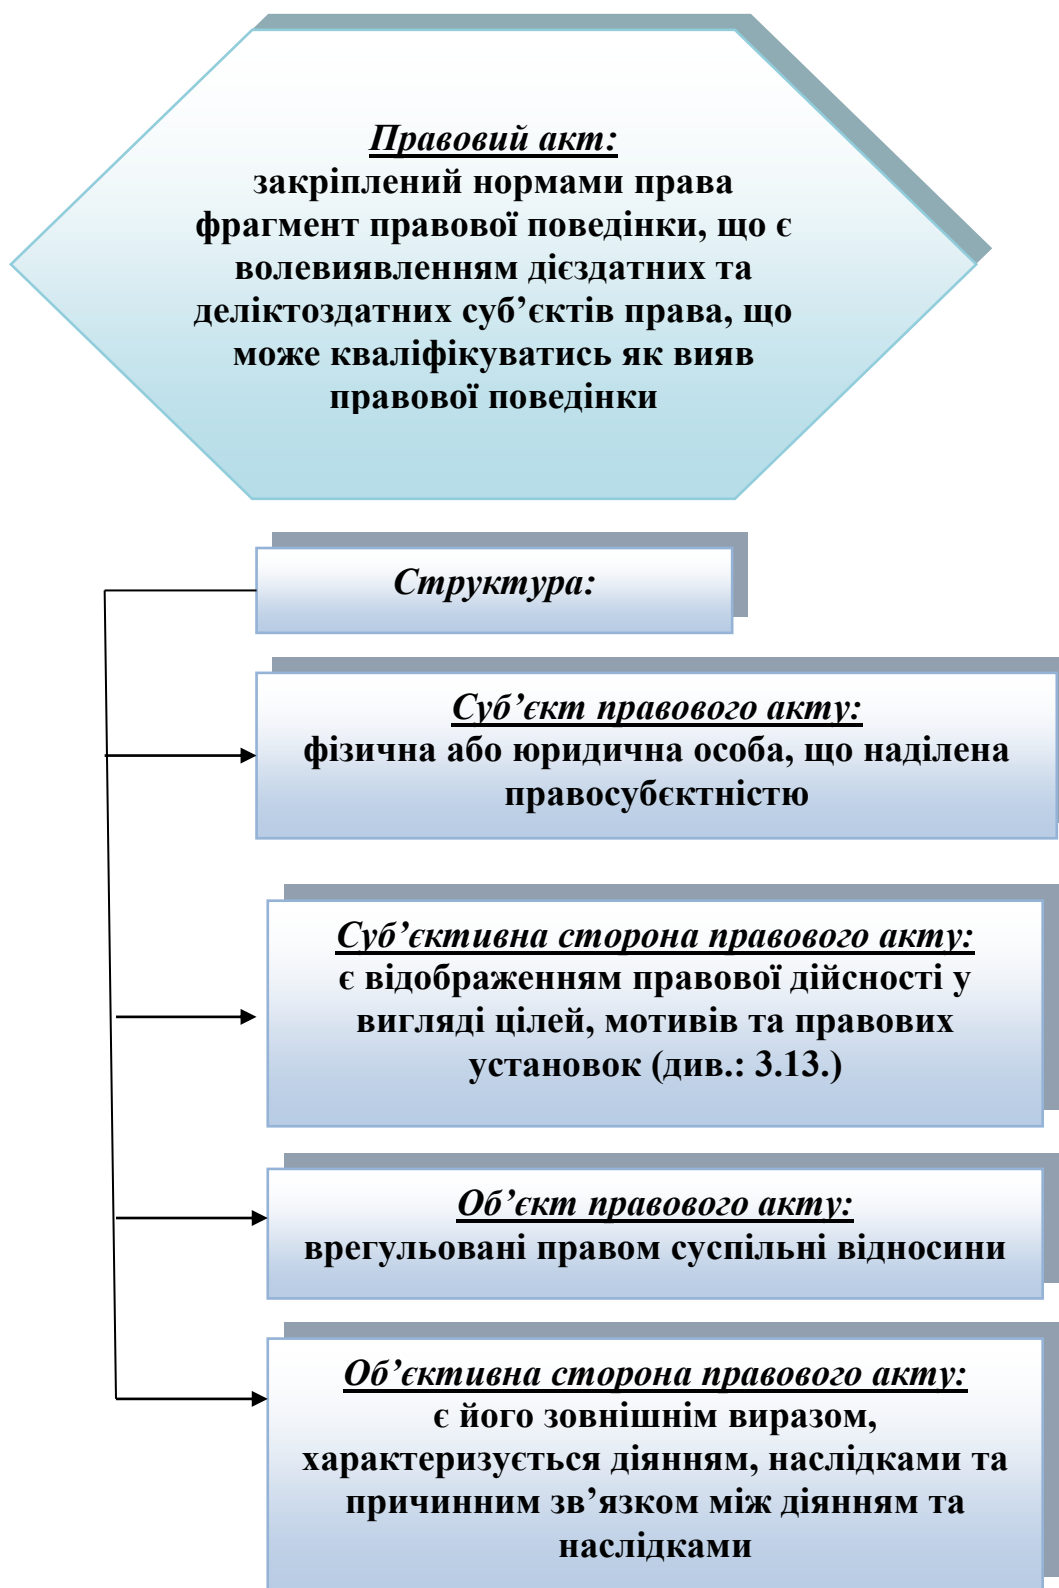 Правовий акт:
закріплений нормами права
фрагмент правової поведінки, що є
волевиявленням дієздатних та
деліктоздатних суб’єктів права, що
може кваліфікуватись як вияв
правової поведінки
Структура:
Суб’єкт правового акту:
фізична або юридична особа, що наділена
правосубєктністю
Суб’єктивна сторона правового акту:
є відображенням правової дійсності у
вигляді цілей, мотивів та правових
установок (див.: 3.13.)
Об’єкт правового акту:
врегульовані правом суспільні відносини
Об’єктивна сторона правового акту:
є його зовнішнім виразом,
характеризується діянням, наслідками та
причинним зв’язком між діянням та
наслідками